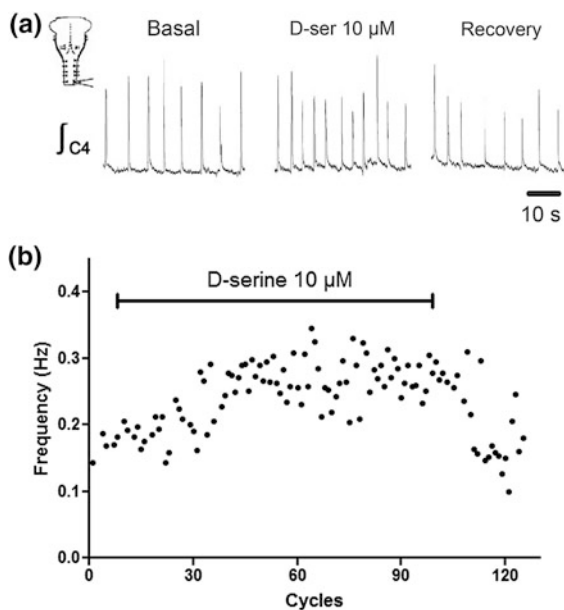 (a)
Basal
D-ser 10 μM
Recovery
∫C4
10 s
(b)
D-serine 10 μM
Frequency (Hz)
0.4
0.3
0.2
0.1
0.0
0 30 60 90 120
Cycles